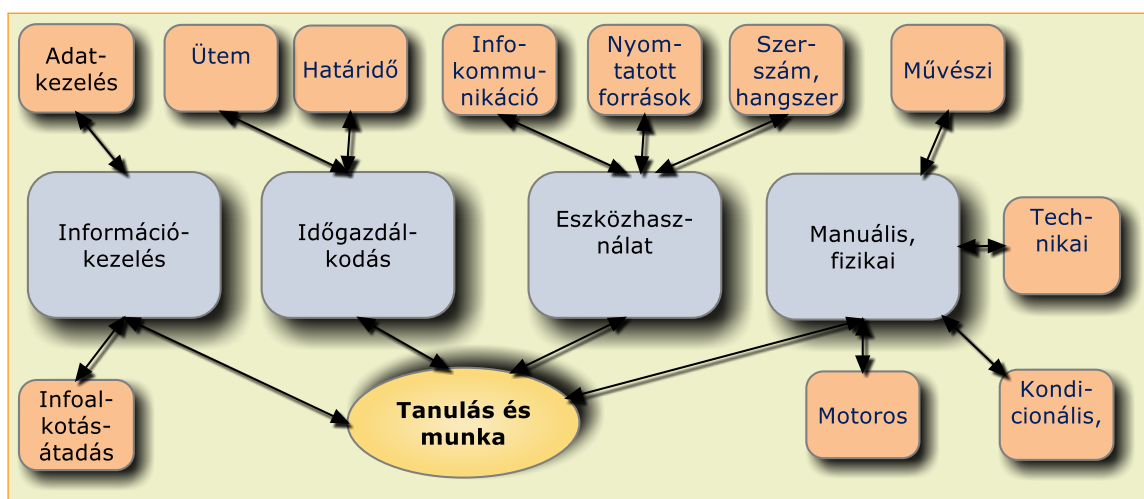 Adat-
kezelés
Ütem
Határidő
Info-
kommu-
nikáció
Nyom-
tatott
források
Szer-
szám,
hangszer
Művészi
Információ-
kezelés
Időgazdál-
kodás
Eszközhasz-
nálat
Manuális,
fizikai
Tech-
nikai
Infoal-
kotás-
átadás
Tanulás és
munka
Motoros
Kondi-
cionális,